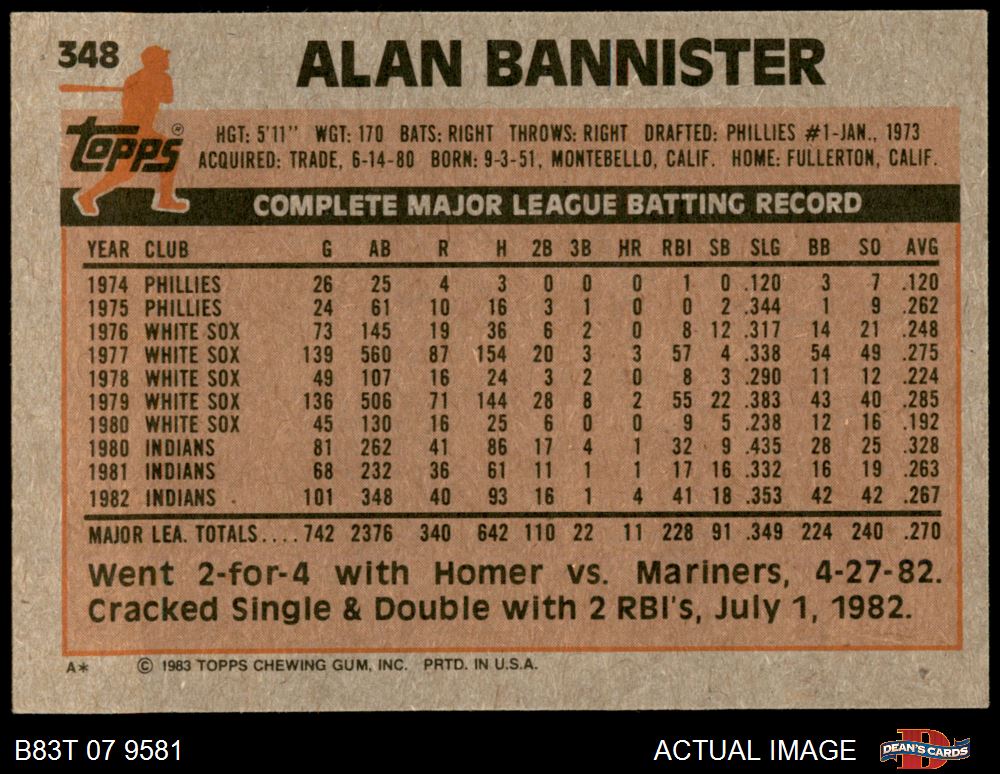 348 ALAN BANNISTER
Topps ®
HGT: 5'11" WGT: 170 BATS: RIGHT THROWS: RIGHT DRAFTED: PHILLIES #1-JAN., 1973
ACQUIRED: TRADE, 6-14-80 BORN: 9-3-51, MONTEBELLO, CALIF. HOME: FULLERTON, CALIF.
COMPLETE MAJOR LEAGUE BATTING RECORD
YEAR CLUB G AB R H 2B 3B HR RBI SB SLG BB SO AVG
1974 PHILLIES 26 25 4 3 0 0 0 1 0 .120 3 7 .120
1975 PHILLIES 24 61 10 16 3 1 0 0 2 .344 1 9 .262
1976 WHITE SOX 73 145 19 36 6 2 0 8 12 .317 14 21 .248
1977 WHITE SOX 139 560 87 154 20 3 3 57 4 .338 54 49 .275
1978 WHITE SOX 49 107 16 24 3 2 0 8 3 .290 11 12 .224
1979 WHITE SOX 136 506 71 144 28 8 2 55 22 .383 43 40 .285
1980 WHITE SOX 45 130 16 25 6 0 0 9 5 .238 12 16 .192
1980 INDIANS 81 262 41 86 17 4 1 32 9 .435 28 25 .328
1981 INDIANS 68 232 36 61 11 1 1 17 16 .332 16 19 .263
1982 INDIANS 101 348 40 93 16 1 4 41 18 .353 42 42 .267
MAJOR LEA. TOTALS.... 742 2376 340 642 110 22 11 228 91 .349 224 240 .270
Went 2-for-4 with Homer vs. Mariners, 4-27-82.
Cracked Single & Double with 2 RBI's, July 1, 1982.
A* © 1983 TOPPS CHEWING GUM, INC. PRTD. IN U.S.A.
B83T 07 9581 ACTUAL IMAGE DEAN'S CARDS